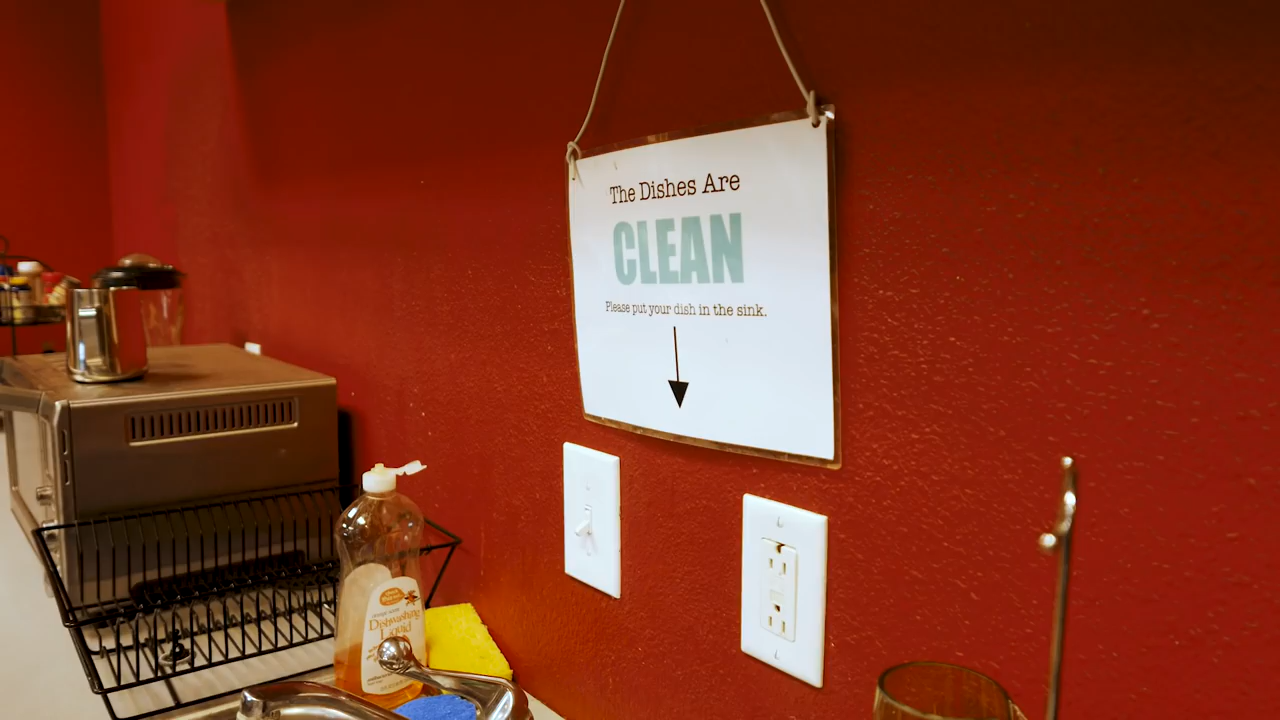 The Dishes Are
CLEAN
Please put your dish in the sink.
Dishwashing
Liquid